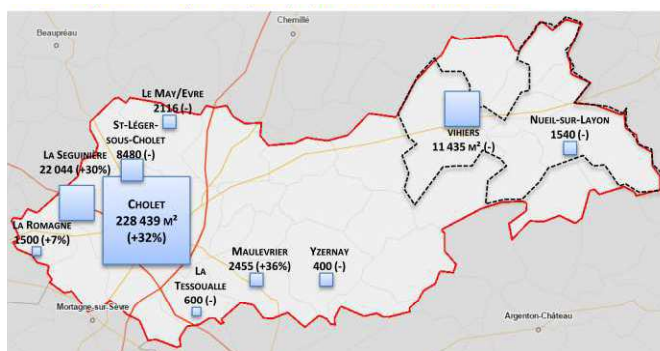 Chemillé
Beaupréau
LE MAY/EVRE
2116 (-)
ST-LÉGER-
SOUS-CHOLET
8480 (-)
LA SEGUINIÈRE
22 044 (+30%)
VIHIERS
11 435 M² (-)
NUEIL-SUR-LAYON
1540 (-)
CHOLET
228 439 M²
(+32%)
LA ROMAGNE
1500 (+7%)
MAULEVRIER
2455 (+36%)
YZERNAY
400 (-)
LA
TESSOUALLE
600 (-)
Mortagne-sur-Sèvre
Argenton-Château